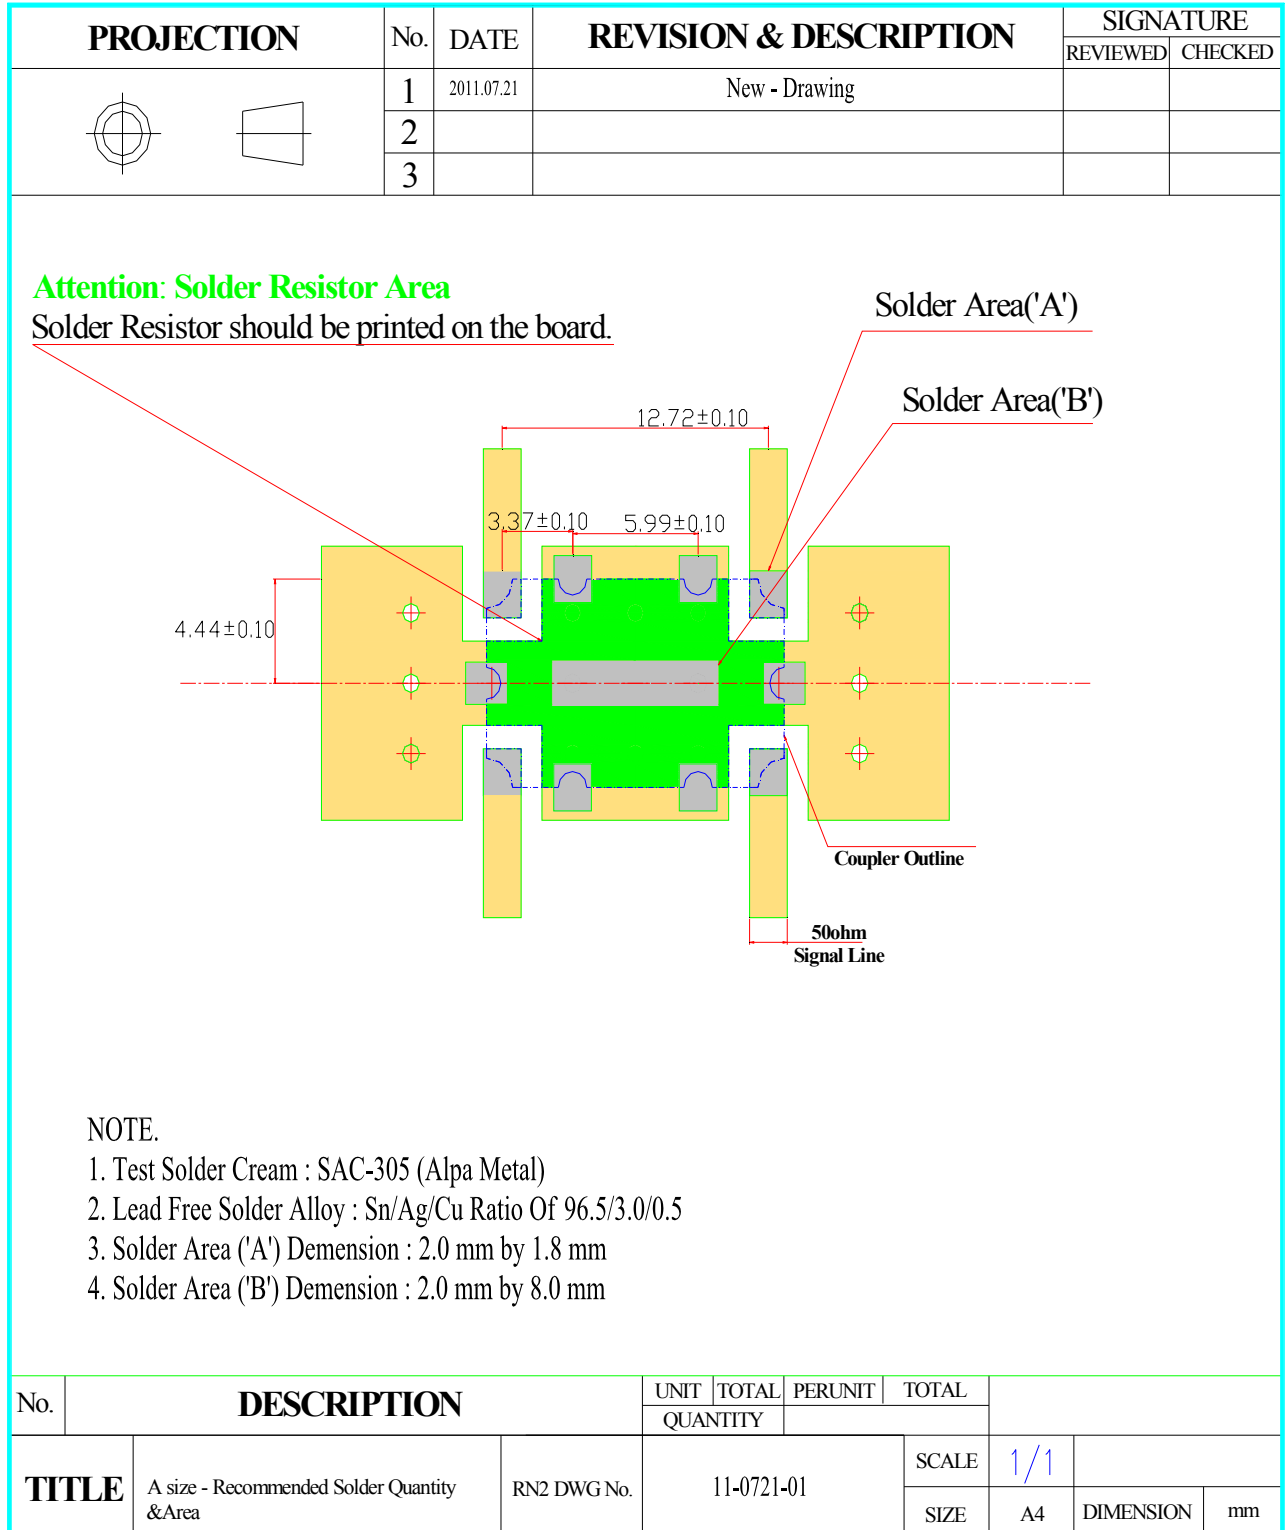 PROJECTION
No.
DATE
REVISION & DESCRIPTION
SIGNATURE
REVIEWED
CHECKED
1
2011.07.21
New - Drawing
2
3
Attention: Solder Resistor Area
Solder Resistor should be printed on the board.
Solder Area('A')
Solder Area('B')
12.72±0.10
3.37±0.10
5.99±0.10
4.44±0.10
Coupler Outline
50ohm
Signal Line
NOTE.
1. Test Solder Cream : SAC-305 (Alpa Metal)
2. Lead Free Solder Alloy : Sn/Ag/Cu Ratio Of 96.5/3.0/0.5
3. Solder Area ('A') Demension : 2.0 mm by 1.8 mm
4. Solder Area ('B') Demension : 2.0 mm by 8.0 mm
No.
DESCRIPTION
UNIT
TOTAL
PERUNIT
TOTAL
QUANTITY
TITLE
A size - Recommended Solder Quantity
&Area
RN2 DWG No.
11-0721-01
SCALE
1/1
SIZE
A4
DIMENSION
mm